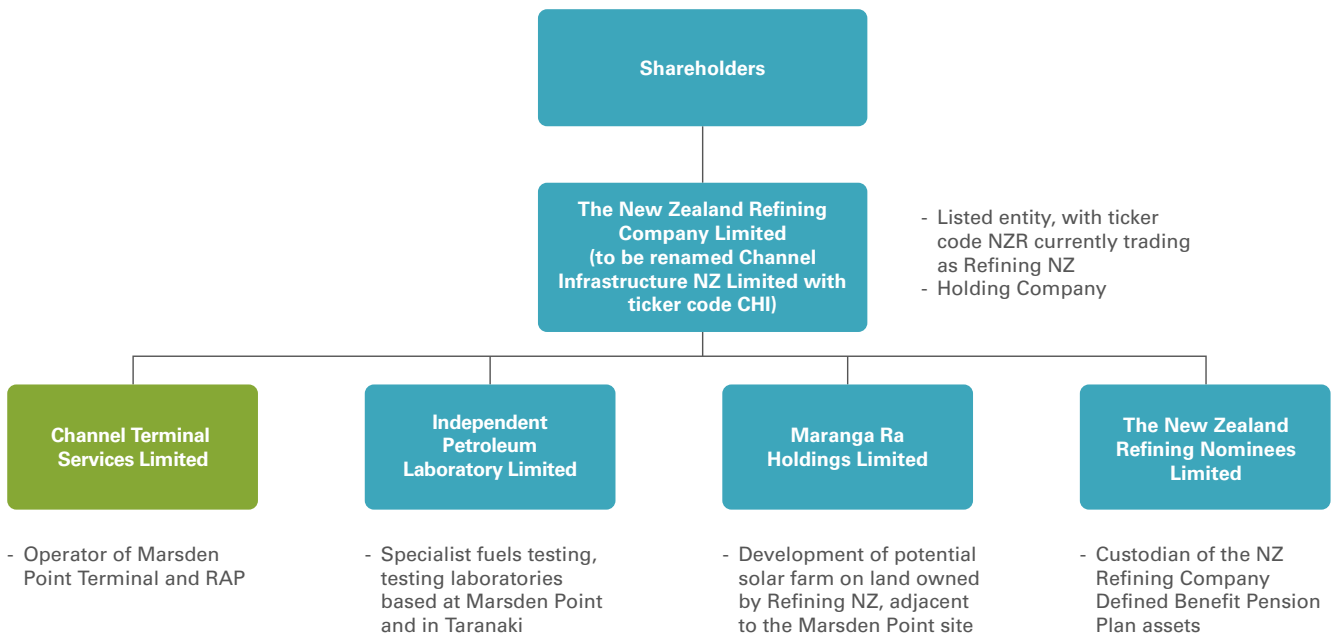 Shareholders
The New Zealand Refining
Company Limited
(to be renamed Channel
Infrastructure NZ Limited with
ticker code CHI)
- Listed entity, with ticker
code NZR currently trading
as Refining NZ
- Holding Company
Channel Terminal
Services Limited
Independent
Petroleum
Laboratory Limited
Maranga Ra
Holdings Limited
The New Zealand
Refining Nominees
Limited
- Operator of Marsden
Point Terminal and RAP
- Specialist fuels testing,
testing laboratories
based at Marsden Point
and in Taranaki
- Development of potential
solar farm on land owned
by Refining NZ, adjacent
to the Marsden Point site
- Custodian of the NZ
Refining Company
Defined Benefit Pension
Plan assets